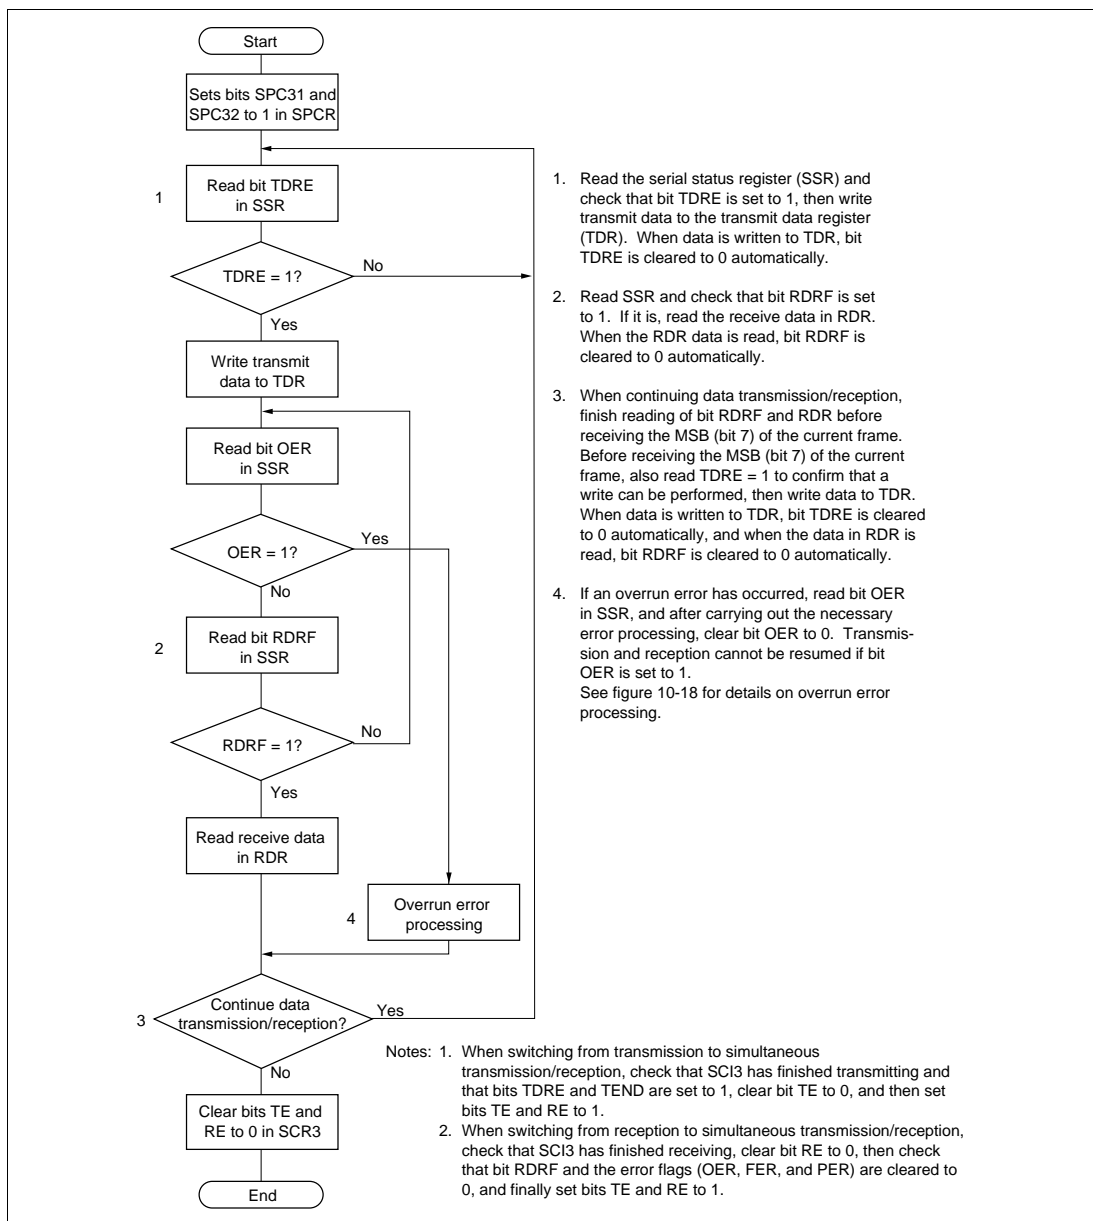 Start
Sets bits SPC31 and
SPC32 to 1 in SPCR
1
Read bit TDRE
in SSR
TDRE = 1?
No
Yes
Write transmit
data to TDR
Read bit OER
in SSR
OER = 1?
Yes
No
2
Read bit RDRF
in SSR
RDRF = 1?
No
Yes
Read receive data
in RDR
4
Overrun error
processing
3
Continue data
transmission/reception?
Yes
No
Clear bits TE and
RE to 0 in SCR3
End
1. Read the serial status register (SSR) and
check that bit TDRE is set to 1, then write
transmit data to the transmit data register
(TDR). When data is written to TDR, bit
TDRE is cleared to 0 automatically.
2. Read SSR and check that bit RDRF is set
to 1. If it is, read the receive data in RDR.
When the RDR data is read, bit RDRF is
cleared to 0 automatically.
3. When continuing data transmission/reception,
finish reading of bit RDRF and RDR before
receiving the MSB (bit 7) of the current frame.
Before receiving the MSB (bit 7) of the current
frame, also read TDRE = 1 to confirm that a
write can be performed, then write data to TDR.
When data is written to TDR, bit TDRE is cleared
to 0 automatically, and when the data in RDR is
read, bit RDRF is cleared to 0 automatically.
4. If an overrun error has occurred, read bit OER
in SSR, and after carrying out the necessary
error processing, clear bit OER to 0. Transmis-
sion and reception cannot be resumed if bit
OER is set to 1.
See figure 10-18 for details on overrun error
processing.
Notes: 1. When switching from transmission to simultaneous
transmission/reception, check that SCI3 has finished transmitting and
that bits TDRE and TEND are set to 1, clear bit TE to 0, and then set
bits TE and RE to 1.
2. When switching from reception to simultaneous transmission/reception,
check that SCI3 has finished receiving, clear bit RE to 0, then check
that bit RDRF and the error flags (OER, FER, and PER) are cleared to
0, and finally set bits TE and RE to 1.